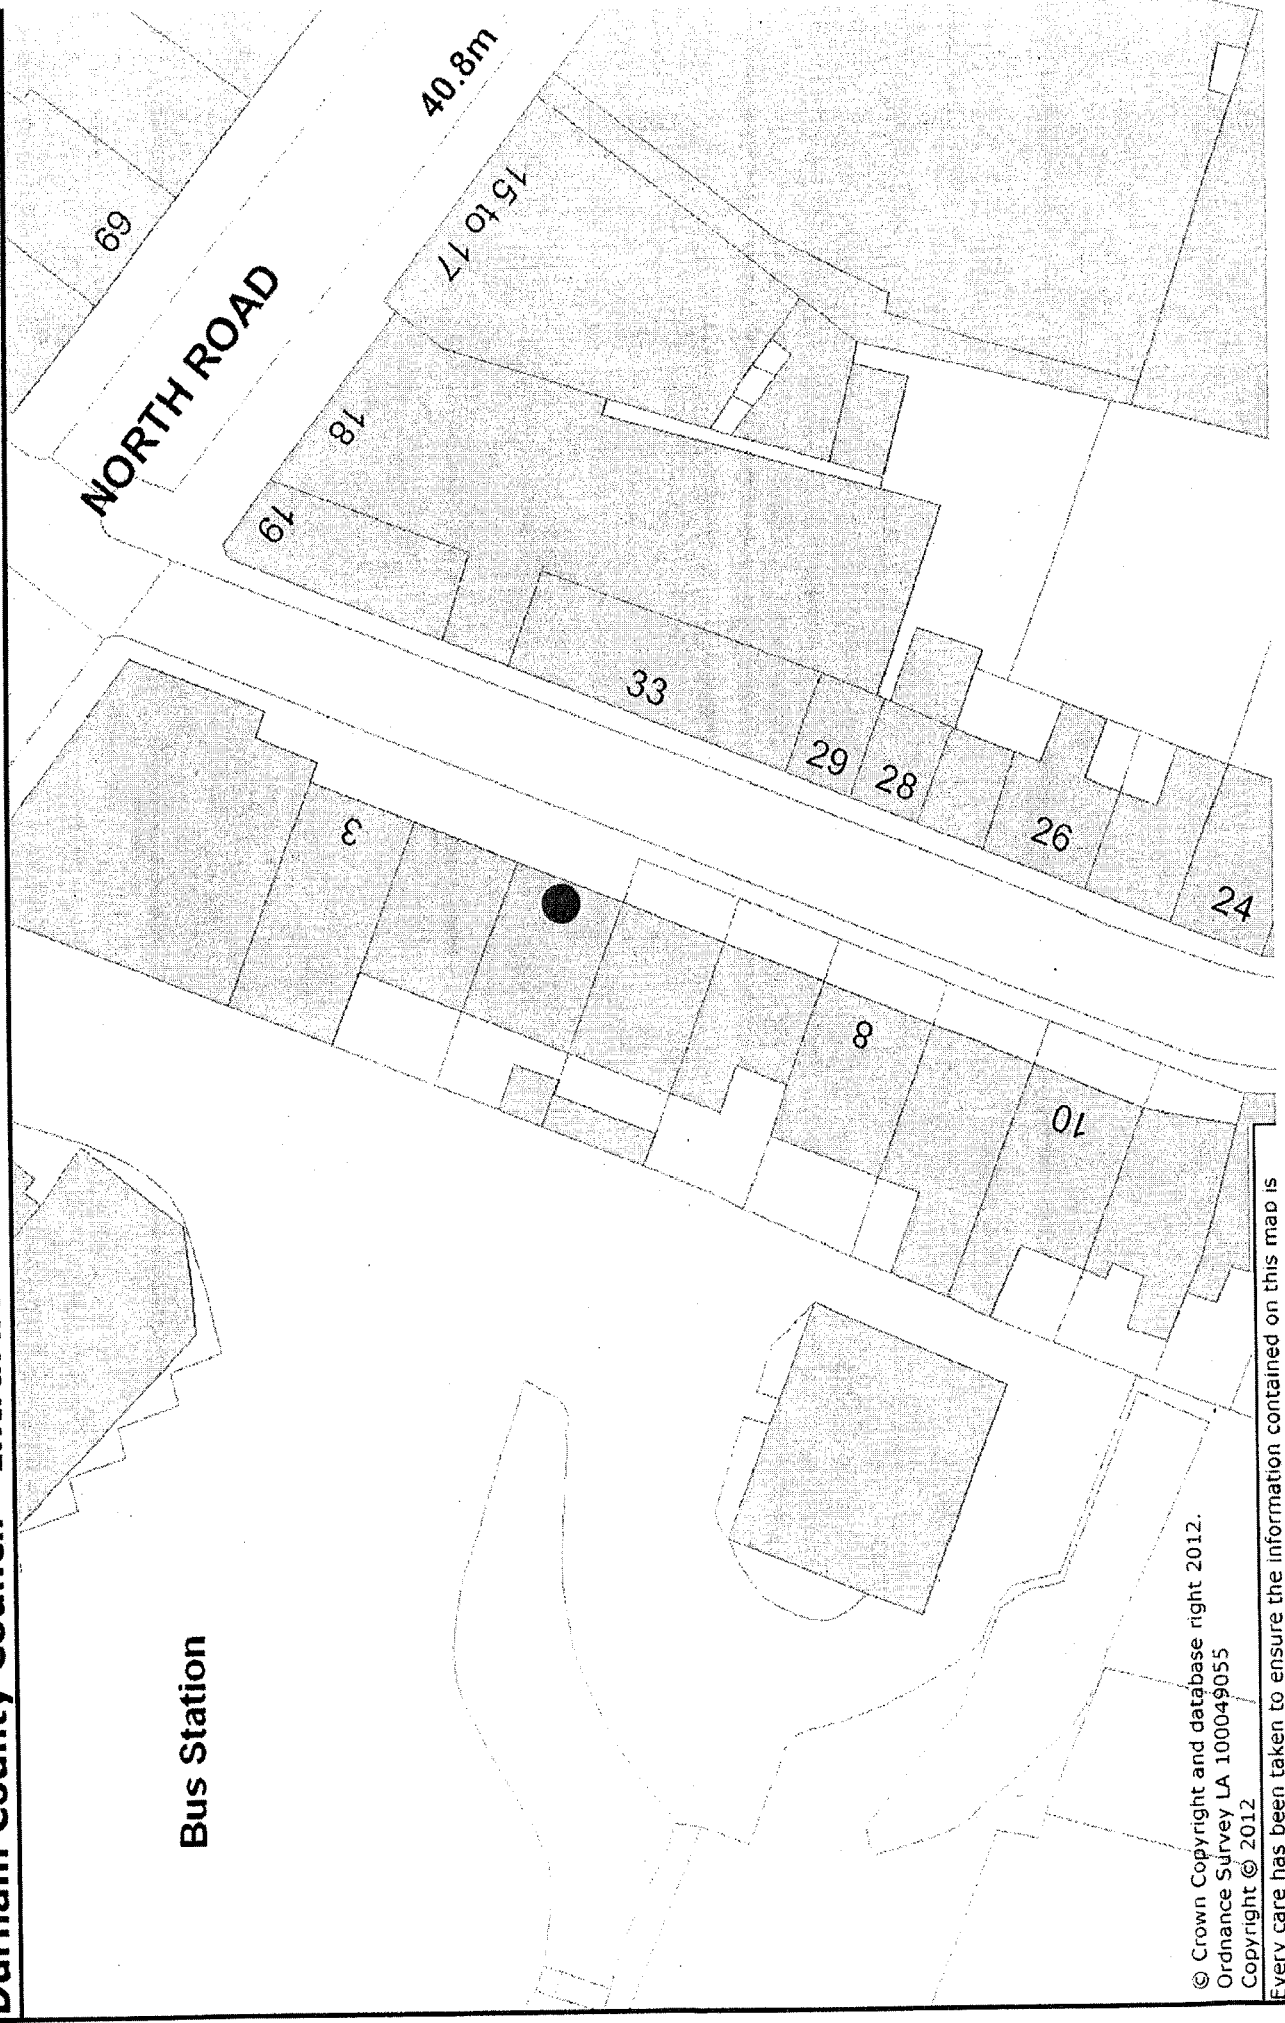 Durham County Council
NORTH ROAD
40.8m
69
15 to 17
18
19
33
29
28
26
24
3
8
10
Bus Station
© Crown Copyright and database right 2012.
Ordnance Survey LA 100049055
Copyright © 2012
Every care has been taken to ensure the information contained on this map is